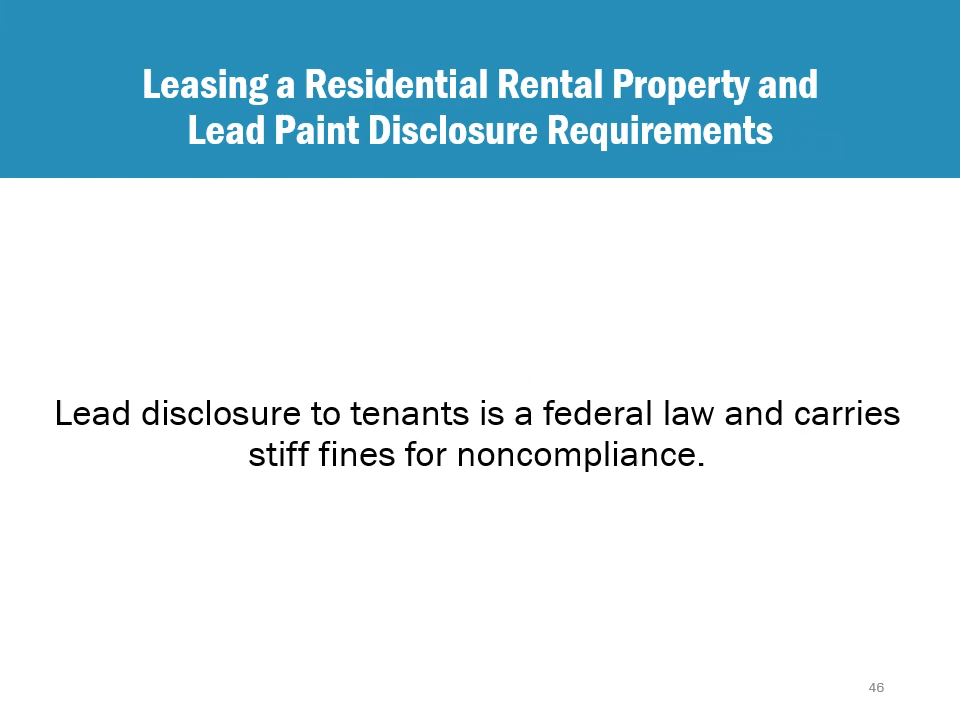 Leasing a Residential Rental Property and
Lead Paint Disclosure Requirements
Lead disclosure to tenants is a federal law and carries
stiff fines for noncompliance.
46